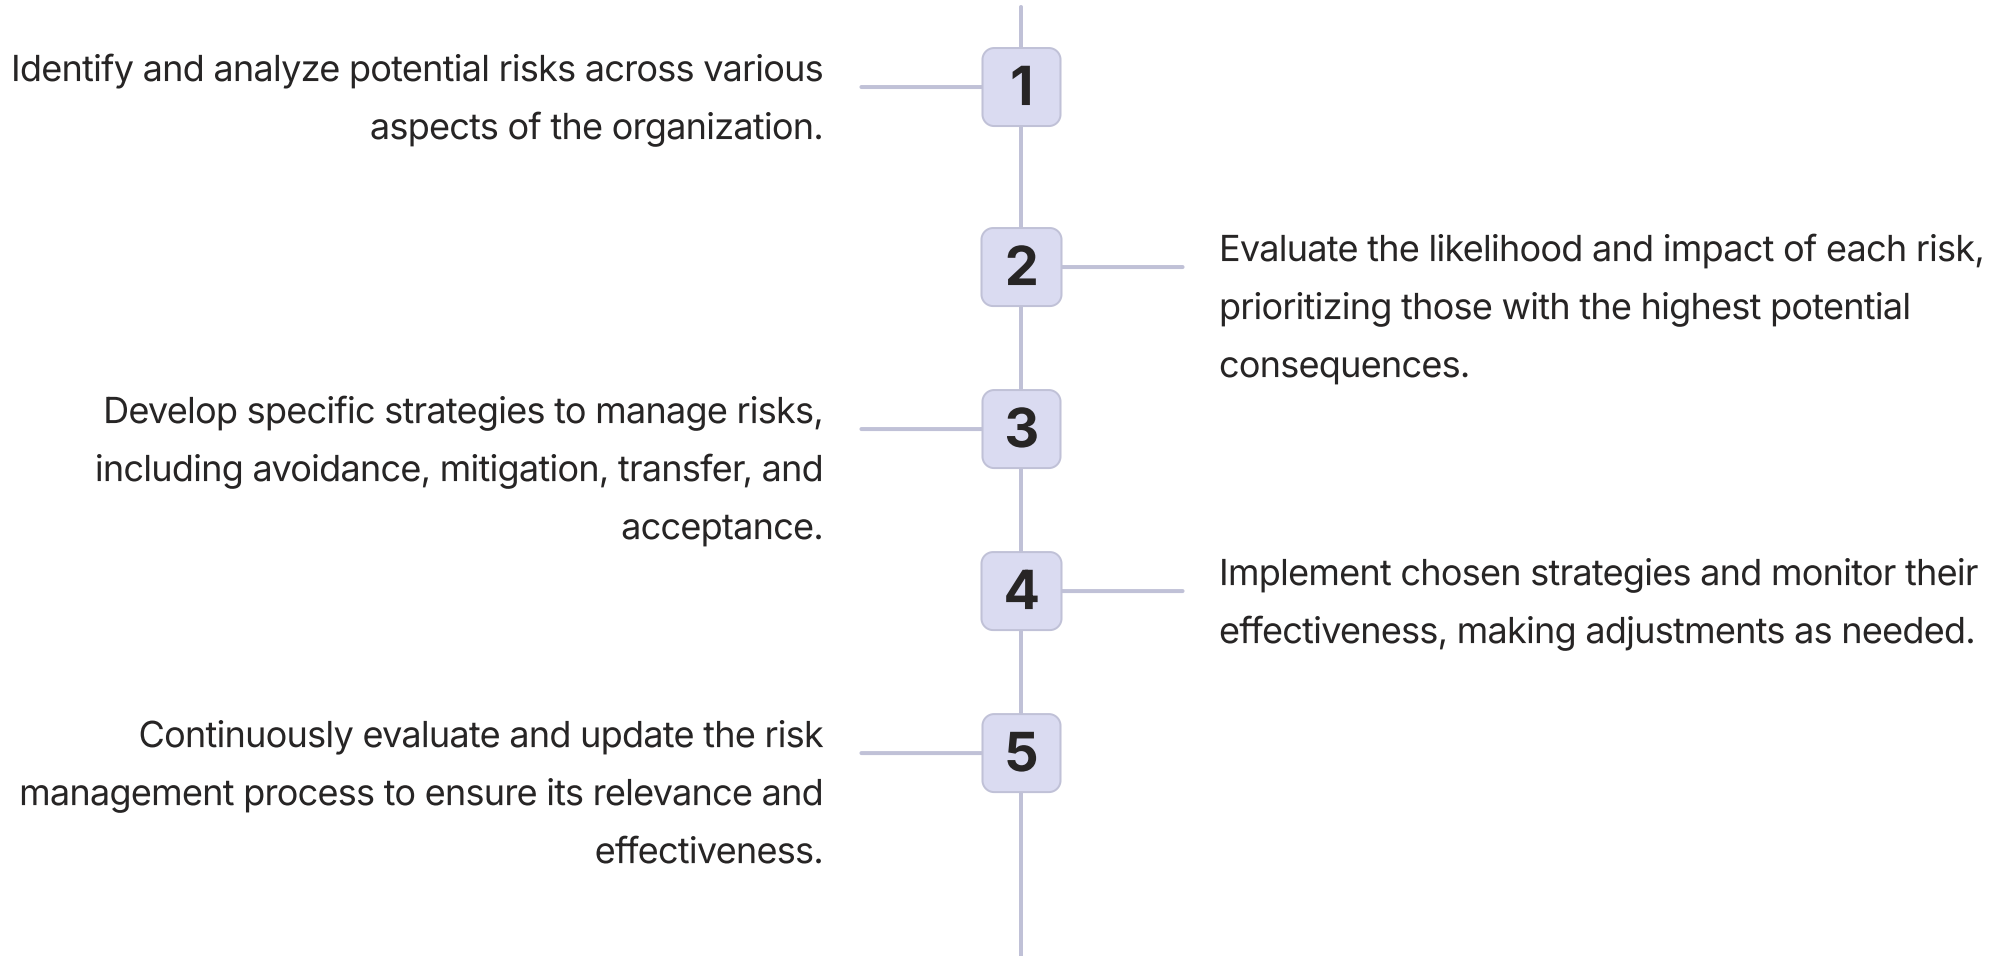 1
Identify and analyze potential risks across various
aspects of the organization.
2
Evaluate the likelihood and impact of each risk,
prioritizing those with the highest potential
consequences.
3
Develop specific strategies to manage risks,
including avoidance, mitigation, transfer, and
acceptance.
4
Implement chosen strategies and monitor their
effectiveness, making adjustments as needed.
5
Continuously evaluate and update the risk
management process to ensure its relevance and
effectiveness.